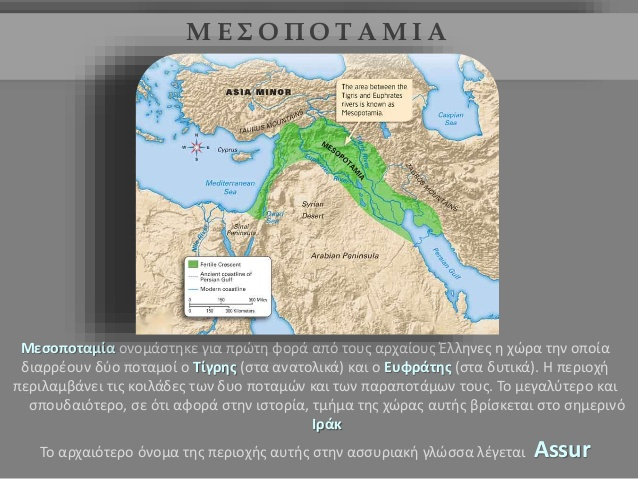 ΜΕΣΟΠΟΤΑΜΙΑ
The area between the
Tigris and Euphrates
rivers is known as
Mesopotamia.
ASIA MINOR
TAURUS MOUNTAINS
Caspian
Sea
N
W
E
S
Cyprus
MESOPOTAMIA
Mediterranean
Sea
Syrian
Desert
Dead
Sea
Sinai
Peninsula
Nile River
Arabian Peninsula
MOUNTAINS
Persian Gulf
Fertile Crescent
Ancient coastline of
Persian Gulf
Modern coastline
0 150 300 Miles
0 150 300 Kilometers
Μεσοποταμία ονομάστηκε για πρώτη φορά από τους αρχαίους Έλληνες η χώρα την οποία
διαρρέουν δύο ποταμοί ο Τίγρης (στα ανατολικά) και ο Ευφράτης (στα δυτικά). Η περιοχή
περιλαμβάνει τις κοιλάδες των δυο ποταμών και των παραποτάμων τους. Το μεγαλύτερο και
σπουδαιότερο, σε ότι αφορά στην ιστορία, τμήμα της χώρας αυτής βρίσκεται στο σημερινό
Ιράκ
Το αρχαιότερο όνομα της περιοχής αυτής στην ασσυριακή γλώσσα λέγεται Assur